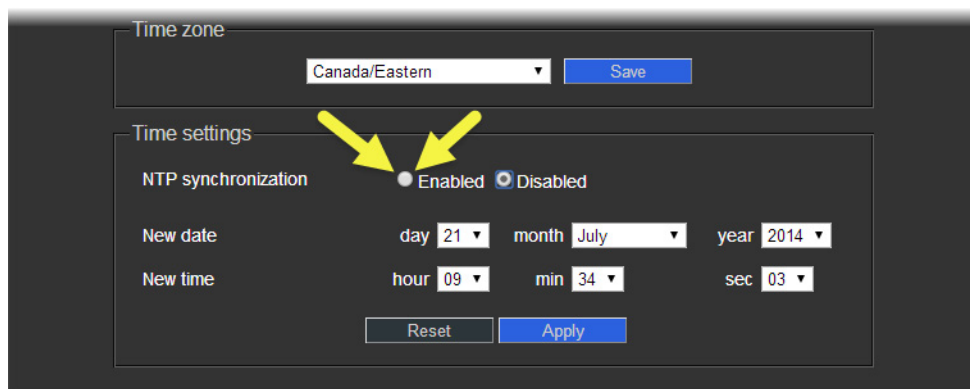 Time zone
Canada/Eastern Save
Time settings
NTP synchronization Enabled Disabled
New date day 21 month July year 2014
New time hour 09 min 34 sec 03
Reset Apply